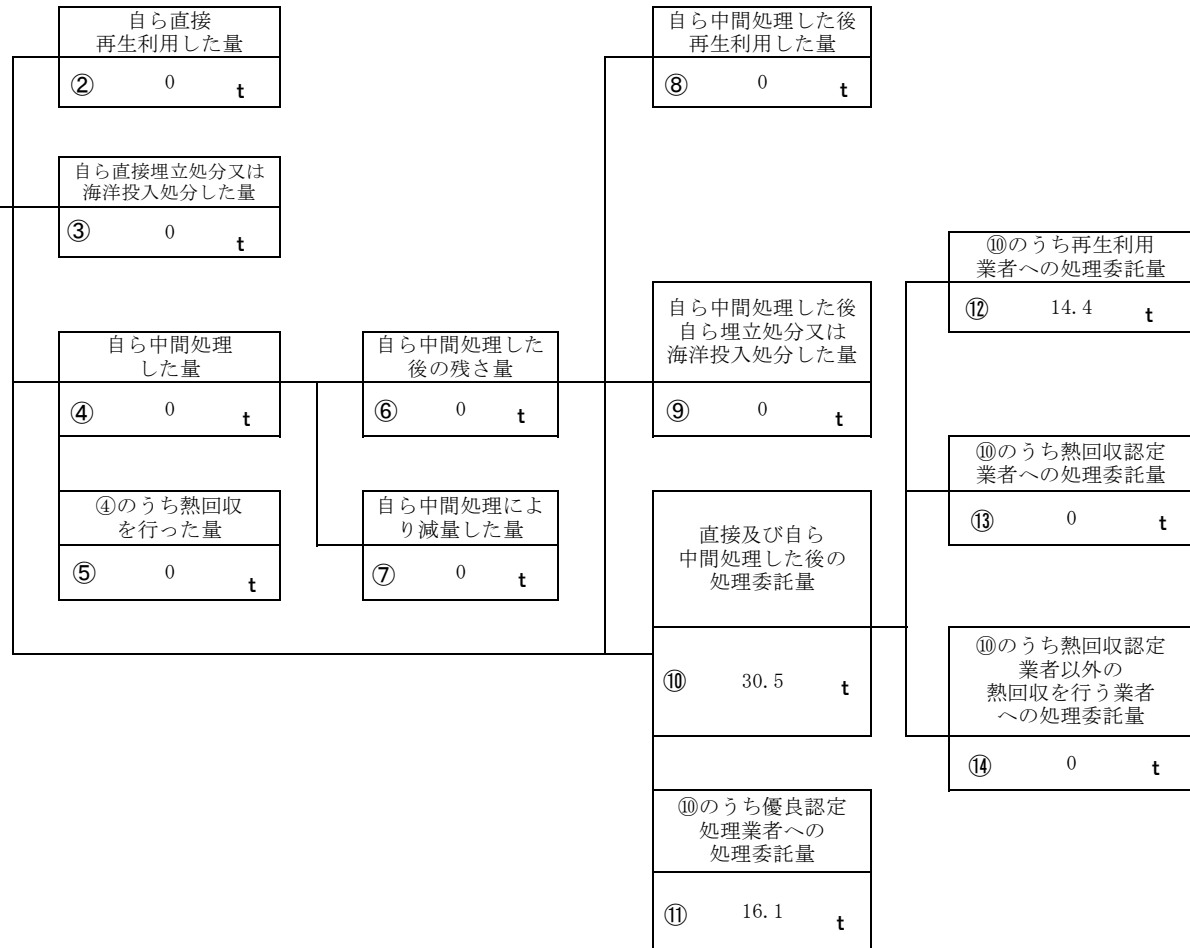 自ら直接
再生利用した量
② 0 t
自ら直接埋立処分又は
海洋投入処分した量
③ 0 t
自ら中間処理
した量
④ 0 t
④のうち熱回収
を行った量
⑤ 0 t
自ら中間処理した
後の残さ量
⑥ 0 t
自ら中間処理によ
り減量した量
⑦ 0 t
自ら中間処理した後
再生利用した量
⑧ 0 t
自ら中間処理した後
自ら埋立処分又は
海洋投入処分した量
⑨ 0 t
直接及び自ら
中間処理した後の
処理委託量
⑩ 30.5 t
⑩のうち優良認定
処理業者への
処理委託量
⑪ 16.1 t
⑩のうち再生利用
業者への処理委託量
⑫ 14.4 t
⑩のうち熱回収認定
業者への処理委託量
⑬ 0 t
⑩のうち熱回収認定
業者以外の
熱回収を行う業者
への処理委託量
⑭ 0 t